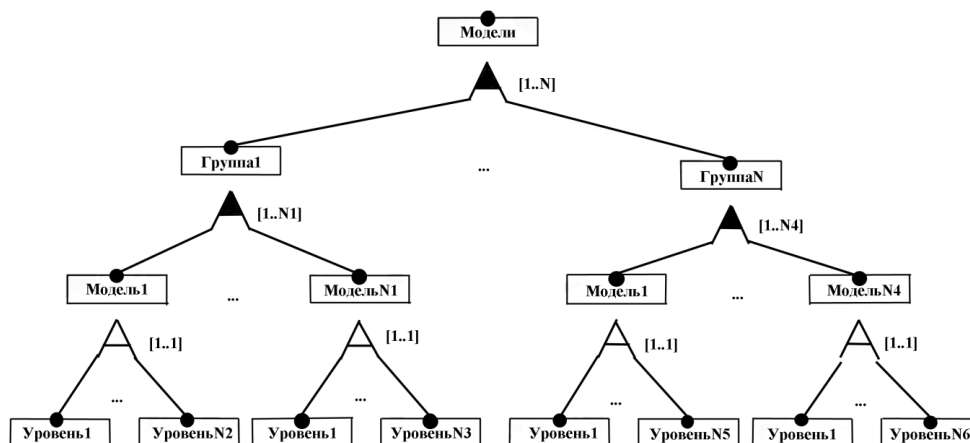 Модели
[1..N]
Группа1
...
ГруппаN
[1..N1]
[1..N4]
Модель1
...
МодельN1
Модель1
...
МодельN4
[1..1]
[1..1]
[1..1]
[1..1]
...
...
...
...
Уровень1
УровеньN2
Уровень1
УровеньN3
Уровень1
УровеньN5
Уровень1
УровеньN6